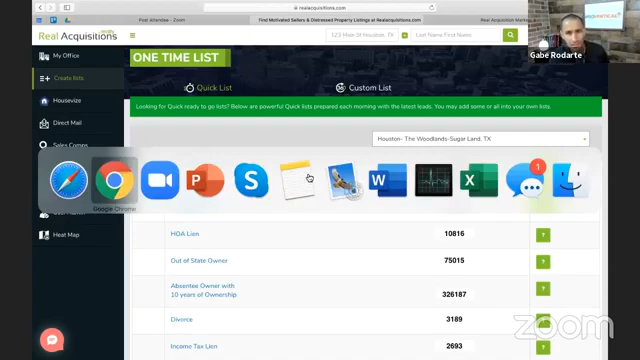 realacquisitions.com
Real Attendee - Zoom
Find Motivated Sellers & Distressed Property Listings at Realacquisitions.com
Real Acquisition Market
Real Acquisitions
ONE TIME LIST
123 Main St Houston, TX
Last Name First Name
Gabe Rodarte
My Office
Create lists
Quick List
Custom List
Housevize
Looking for Quick ready to go lists? Below are powerful Quick lists prepared each morning with the latest leads. You may add some or all into your own lists.
Direct Mail
Houston- The Woodlands-Sugar Land, TX
Sales Comps
P
S
W
X
1
Google Chrome
Heat Map
HOA Lien 10816 ?
Out of State Owner 75015 ?
Absentee Owner with
10 years of Ownership 326187 ?
Divorce 3189 ?
Income Tax Lien 2693 ?
zoom